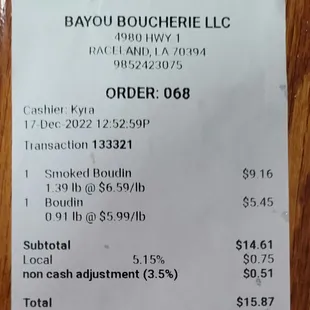 BAYOU BOUCHERIE LLC
4980 HWY 1
RACELAND, LA 70394
9852423075
ORDER: 068
Cashier: Kyra
17-Dec-2022 12:52:59P
Transaction 133321
1 Smoked Boudin $9.16
1.39 lb @ $6.59/lb
1 Boudin $5.45
0.91 lb @ $5.99/lb
Subtotal $14.61
Local 5.15% $0.75
non cash adjustment (3.5%) $0.51
Total $15.87